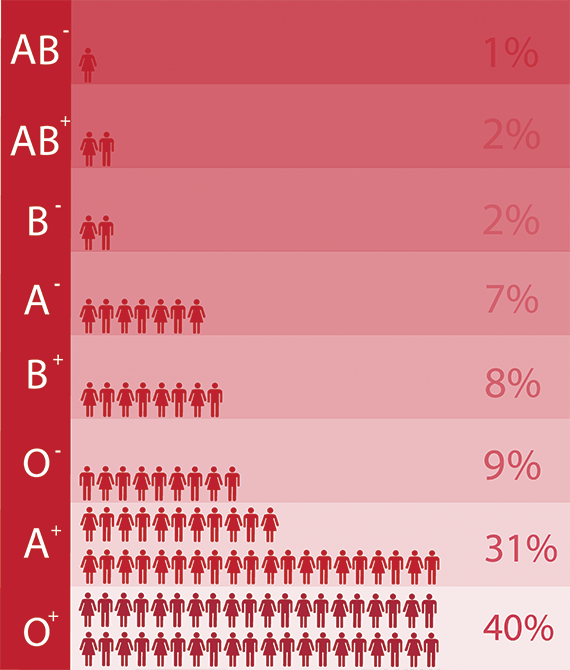 AB- 1%
AB+ 2%
B- 2%
A- 7%
B+ 8%
O- 9%
A+ 31%
O+ 40%